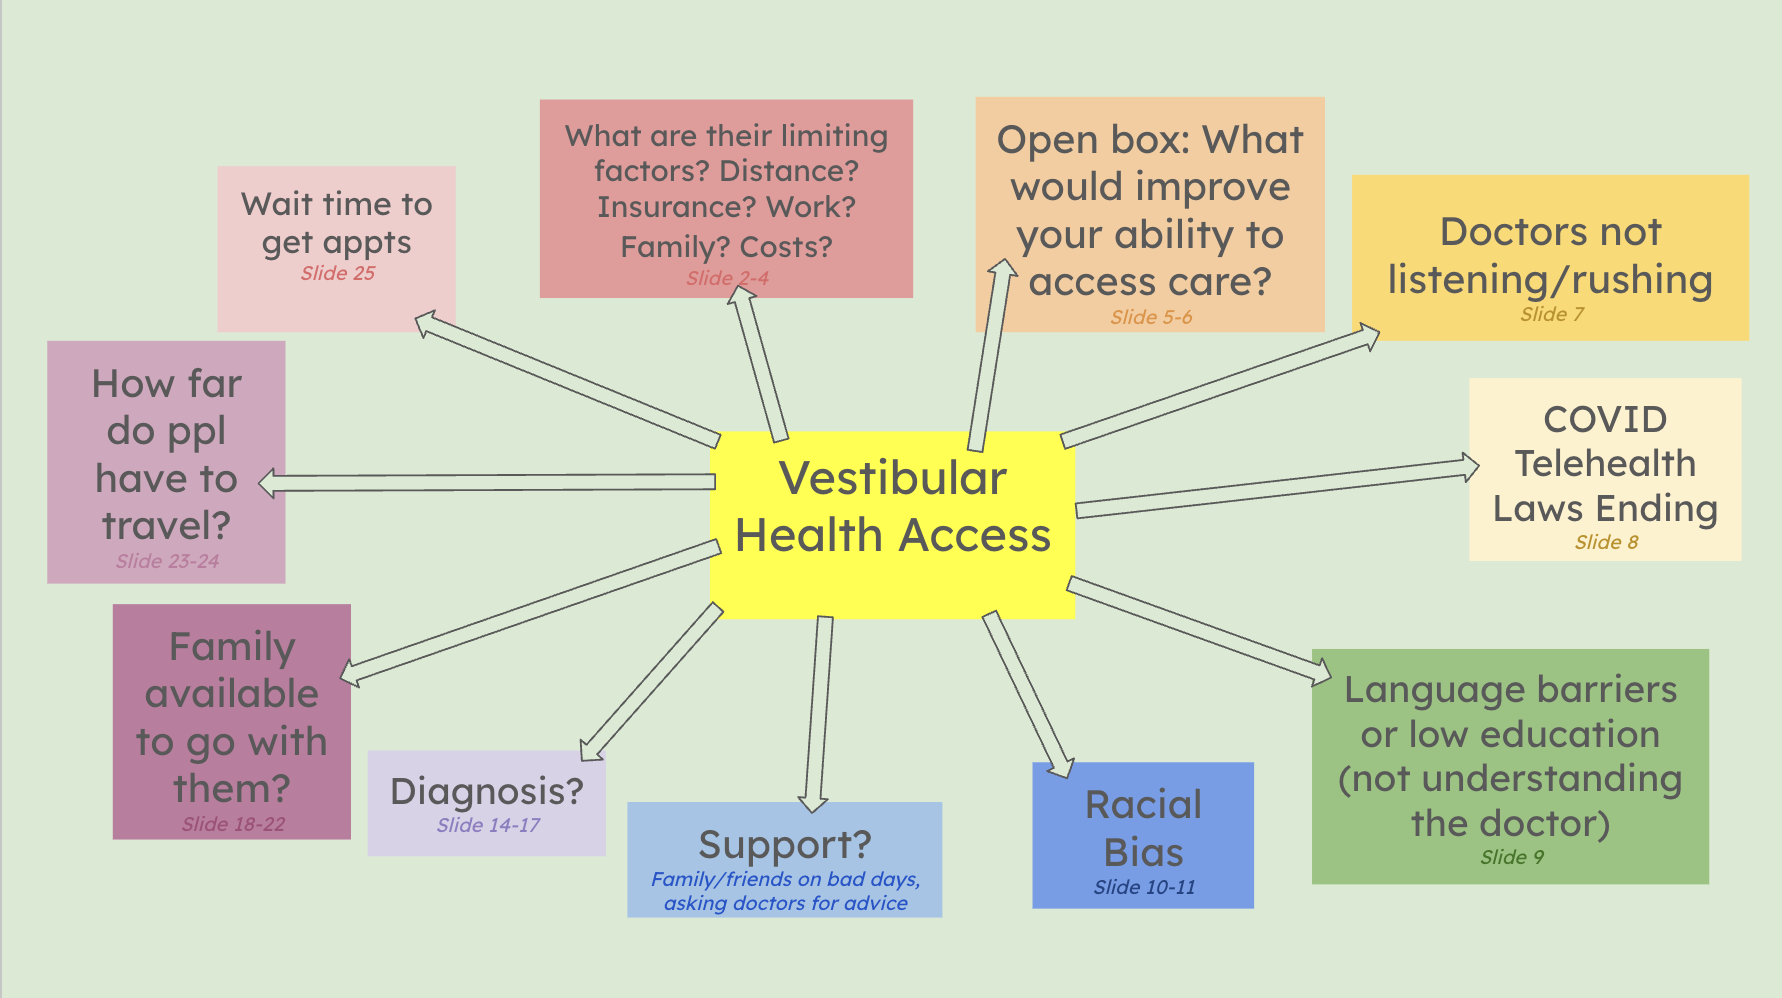 What are their limiting
factors? Distance?
Insurance? Work?
Family? Costs?
Slide 2-4
Open box: What
would improve
your ability to
access care?
Slide 5-6
Wait time to
get appts
Slide 25
Doctors not
listening/rushing
Slide 7
How far
do ppl
have to
travel?
Slide 23-24
Vestibular
Health Access
COVID
Telehealth
Laws Ending
Slide 8
Family
available
to go with
them?
Slide 18-22
Diagnosis?
Slide 14-17
Support?
Family/friends on bad days,
asking doctors for advice
Racial
Bias
Slide 10-11
Language barriers
or low education
(not understanding
the doctor)
Slide 9